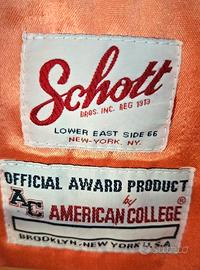 Schott
BROS. INC. REG 1913
LOWER EAST SIDE 66
NEW-YORK. NY.
OFFICIAL AWARD PRODUCT
AC by
AMERICAN COLLEGE®
BROOKLYN-NEW YORK U.S.A
subito